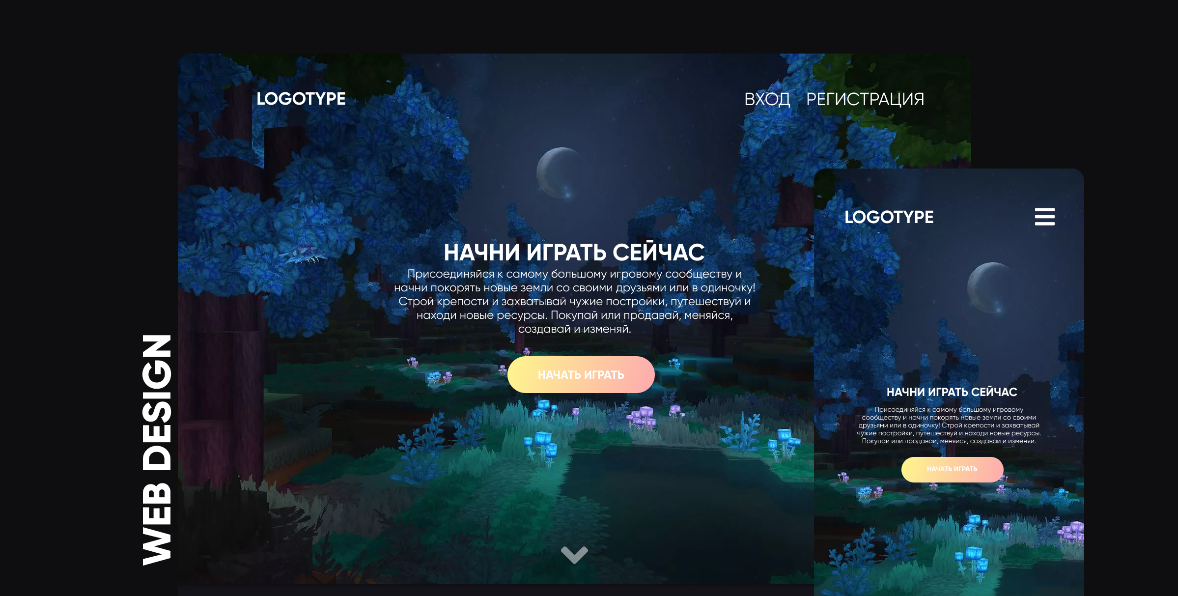 LOGOTYPE
ВХОД РЕГИСТРАЦИЯ
НАЧНИ ИГРАТЬ СЕЙЧАС
Присоединяйся к самому большому игровому сообществу и
начни покорять новые земли со своими друзьями или в одиночку!
Строй крепости и захватывай чужие постройки, путешествуй и
находи новые ресурсы. Покупай или продавай, меняйся,
создавай и изменяй.
НАЧАТЬ ИГРАТЬ
WEB DESIGN
LOGOTYPE
НАЧНИ ИГРАТЬ СЕЙЧАС
Присоединяйся к самому большому игровому
сообществу и начни покорять новые земли со своими
друзьями или в одиночку! Строй крепости и захватывай
чужие постройки, путешествуй и находи новые ресурсы.
Покупай или продавай, меняйся, создавай и изменяй.
НАЧАТЬ ИГРАТЬ